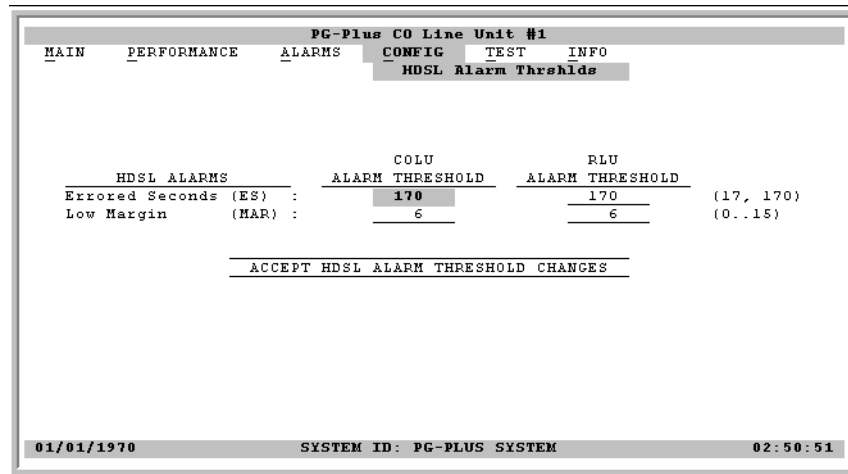 PG-Plus CO Line Unit #1
MAIN PERFORMANCE ALARMS CONFIG TEST INFO
HDSL Alarm Thrshlds
COLU RLU
HDSL ALARMS ALARM THRESHOLD ALARM THRESHOLD
Errored Seconds (ES) : 170 170 (17, 170)
Low Margin (MAR) : 6 6 (0..15)
ACCEPT HDSL ALARM THRESHOLD CHANGES
01/01/1970 SYSTEM ID: PG-PLUS SYSTEM 02:50:51